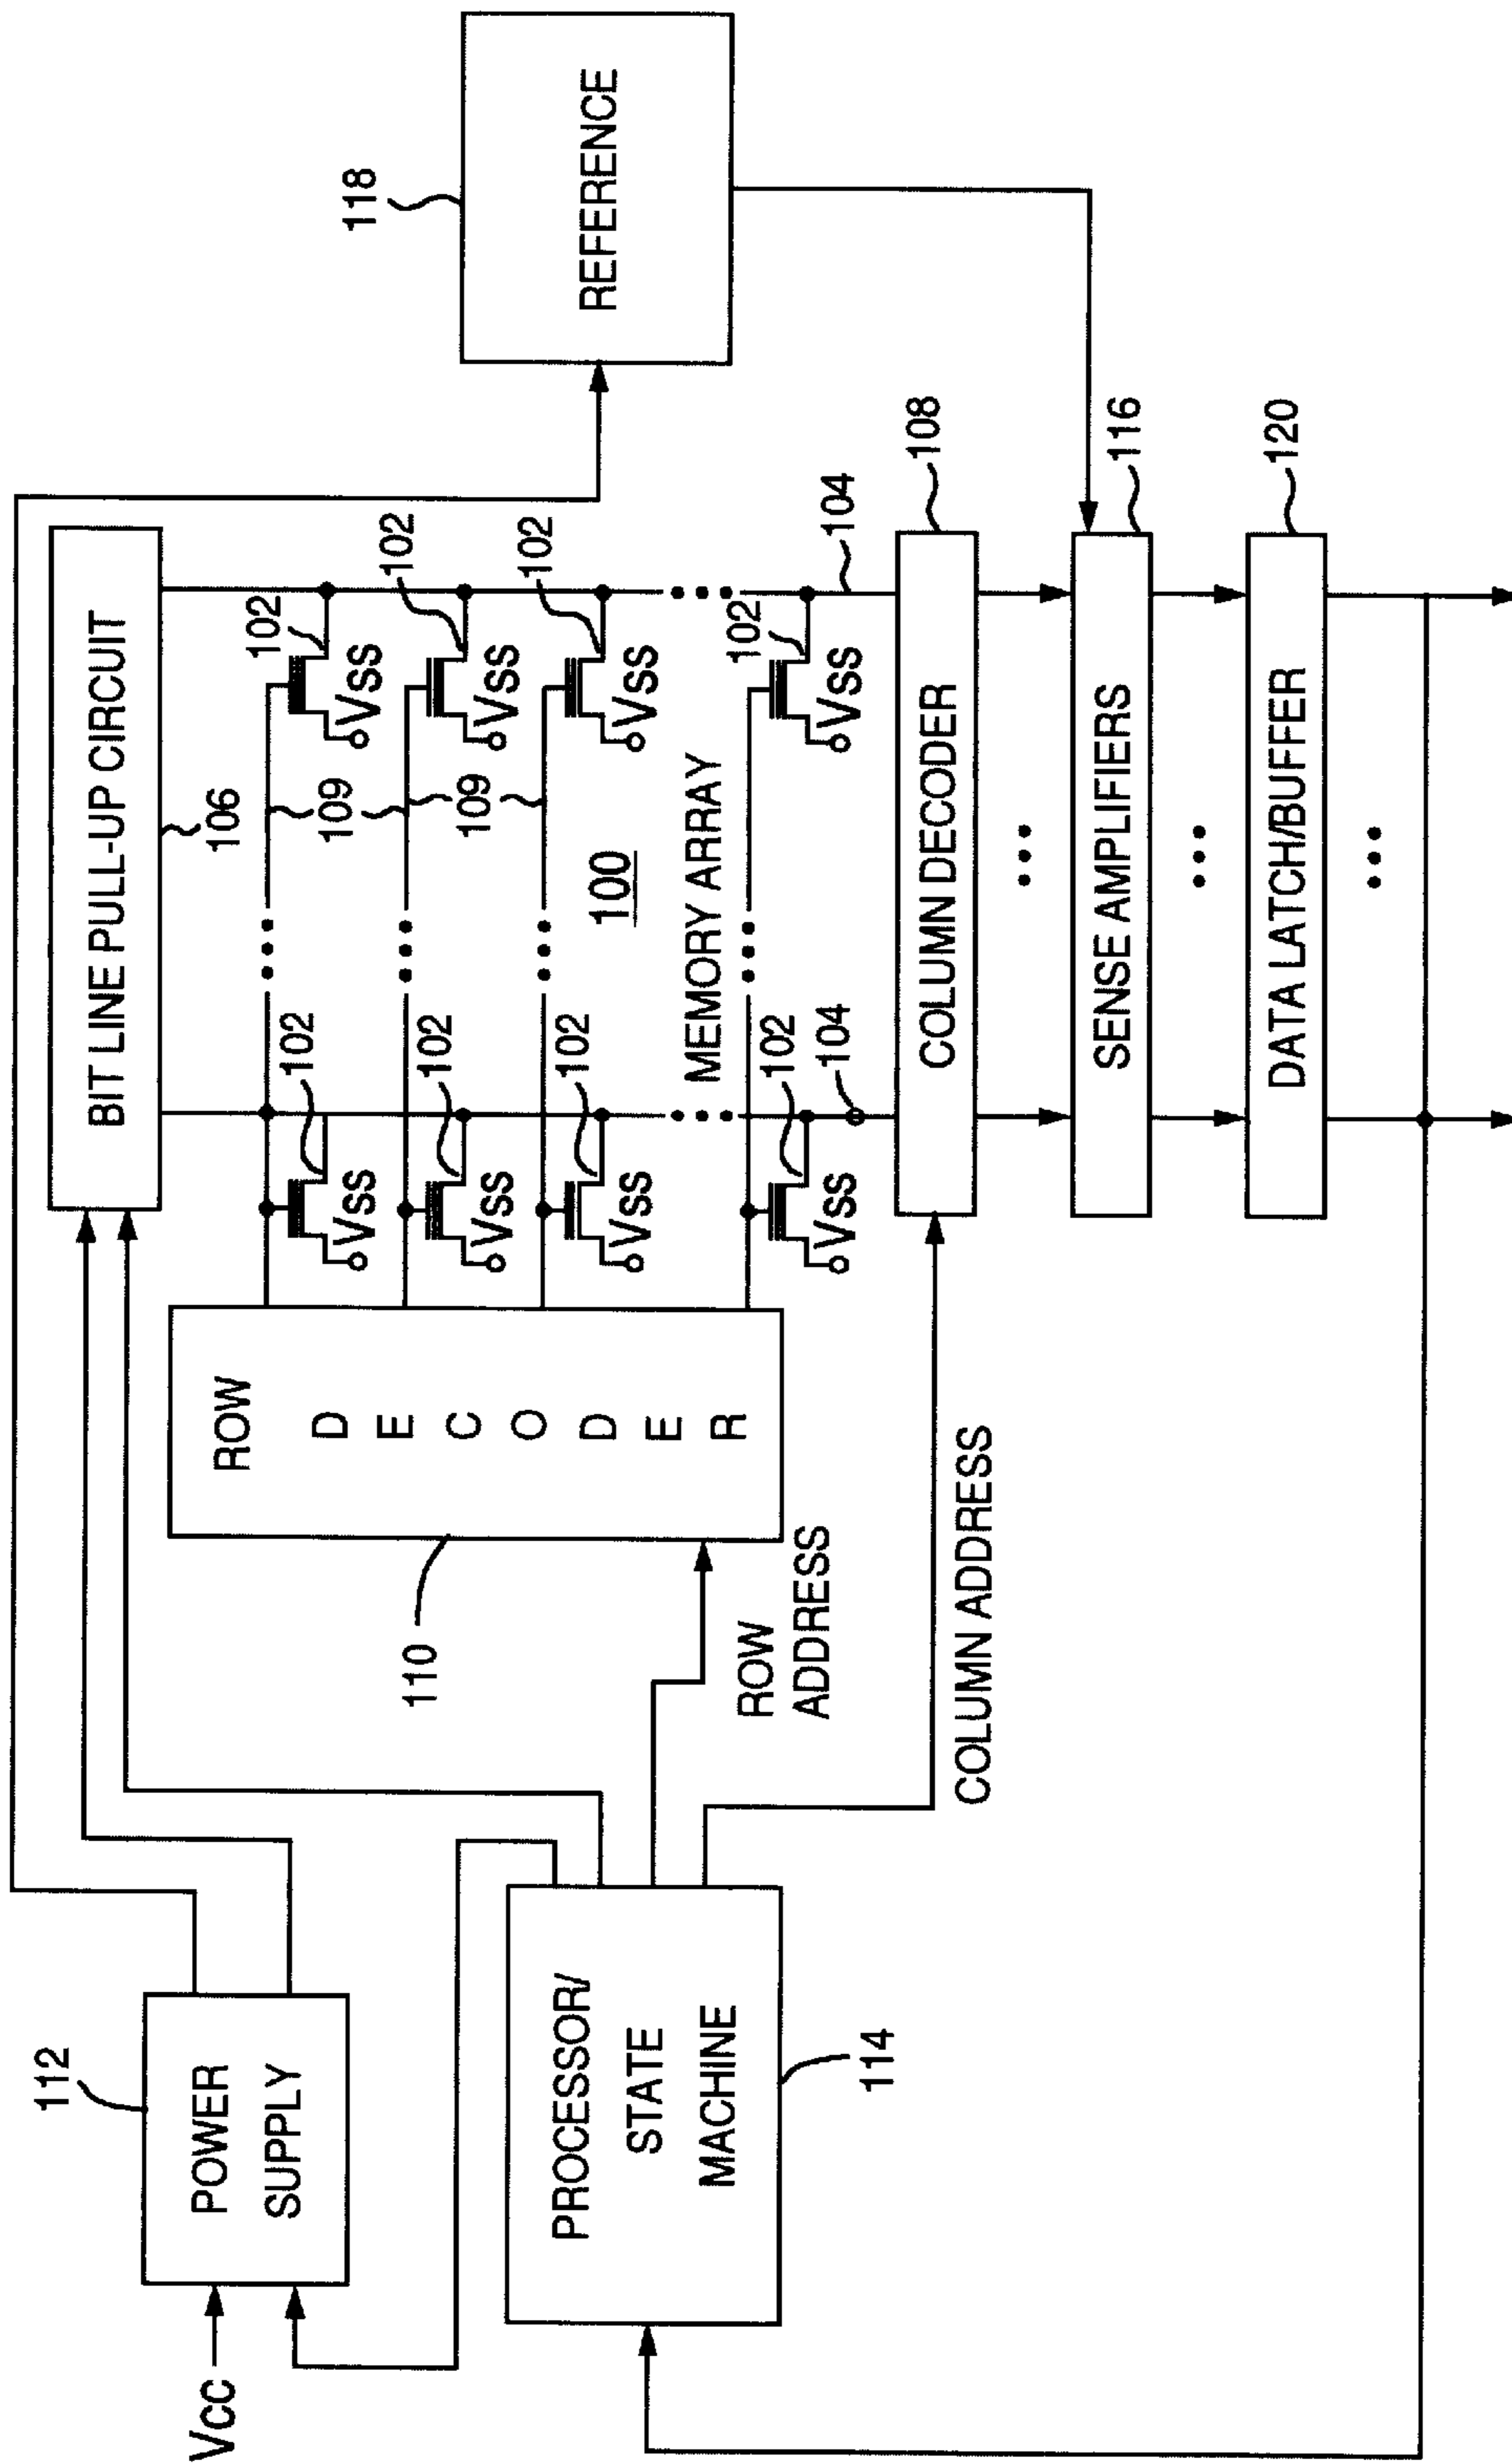 BIT LINE PULL-UP CIRCUIT
106
112
POWER
SUPPLY
Vcc
118
REFERENCE
ROW
D
E
C
O
D
E
R
110
102
102
102
102
102
102
102
102
Vss
Vss
Vss
Vss
Vss
Vss
Vss
Vss
109
109
100
MEMORY ARRAY
104
104
PROCESSOR/
STATE
MACHINE
114
ROW
ADDRESS
COLUMN ADDRESS
COLUMN DECODER
108
SENSE AMPLIFIERS
116
DATA LATCH/BUFFER
120